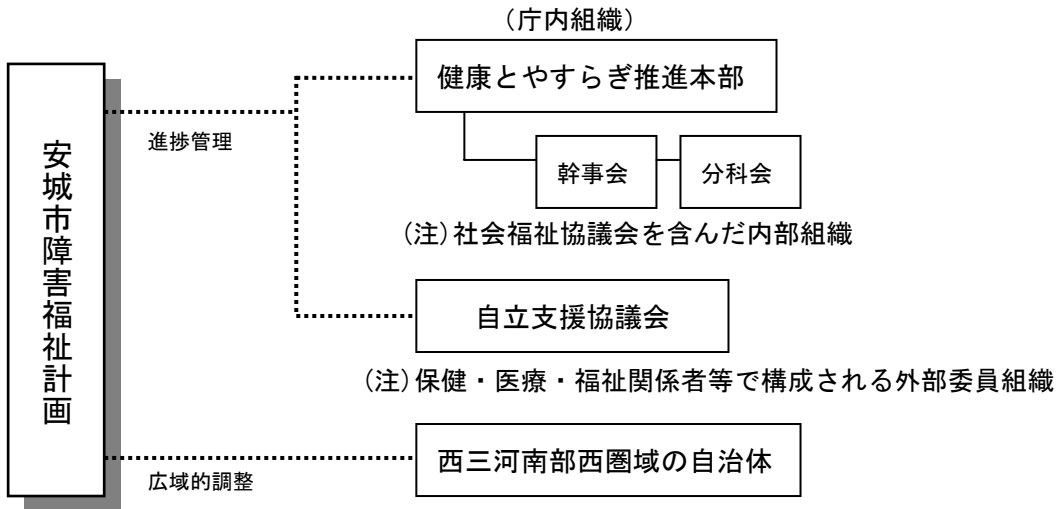 安城市障害福祉計画
進捗管理
（庁内組織）
健康とやすらぎ推進本部
幹事会
分科会
（注）社会福祉協議会を含んだ内部組織
自立支援協議会
（注）保健・医療・福祉関係者等で構成される外部委員組織
広域的調整
西三河南部西圏域の自治体